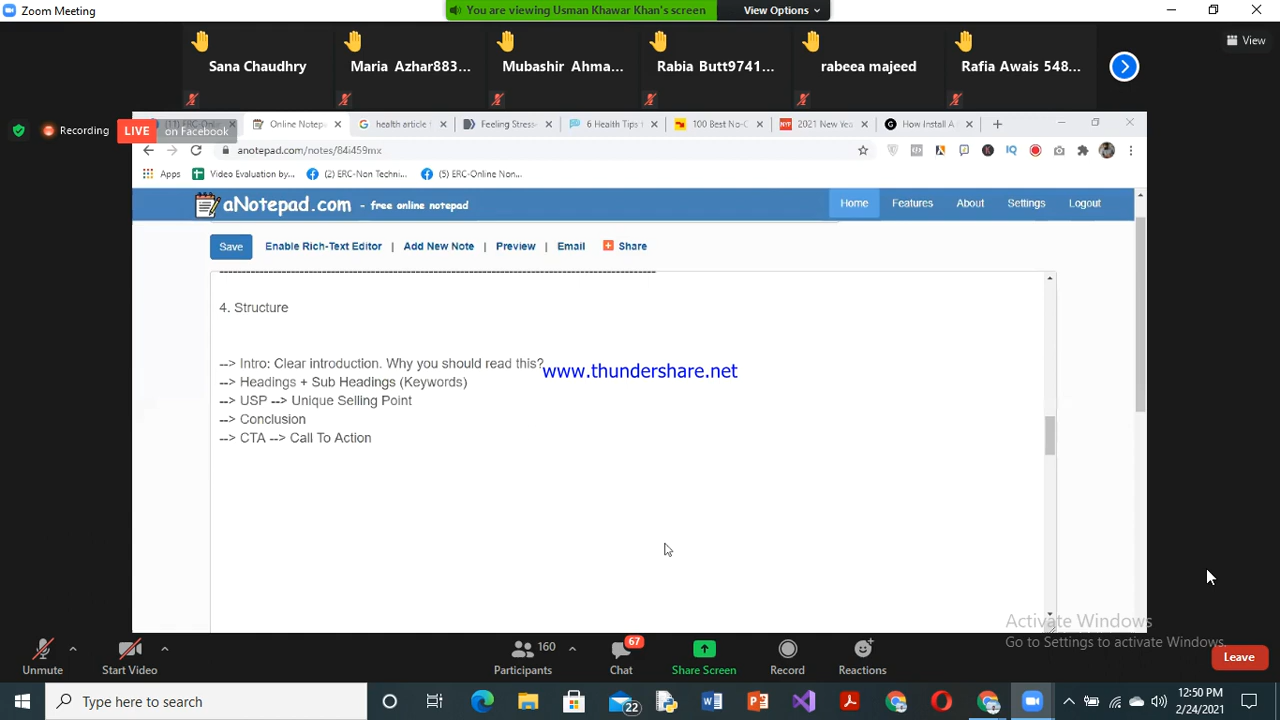 Zoom Meeting
You are viewing Usman Khawar Khan's screen
View Options
View
Sana Chaudhry
Maria Azhar883...
Mubashir Ahma...
Rabia Butt9741...
rabeea majeed
Rafia Awais 548...
Recording
LIVE on Facebook
Online Notep
health article f
Feeling Stress
6 Health Tips f
100 Best No-C
2021 New Yea
How Install A
anotepad.com/notes/84i459mx
Apps
Video Evaluation by...
(2) ERC-Non Techni...
(5) ERC-Online Non...
aNotepad.com - free online notepad
Home
Features
About
Settings
Logout
Save
Enable Rich-Text Editor | Add New Note | Preview | Email | Share
4. Structure
--> Intro: Clear introduction. Why you should read this?
www.thundershare.net
--> Headings + Sub Headings (Keywords)
--> USP --> Unique Selling Point
--> Conclusion
--> CTA --> Call To Action
Activate Windows
Go to Settings to activate Windows.
Unmute
Start Video
160
Participants
67
Chat
Share Screen
Record
Reactions
Leave
Type here to search
22
12:50 PM
2/24/2021